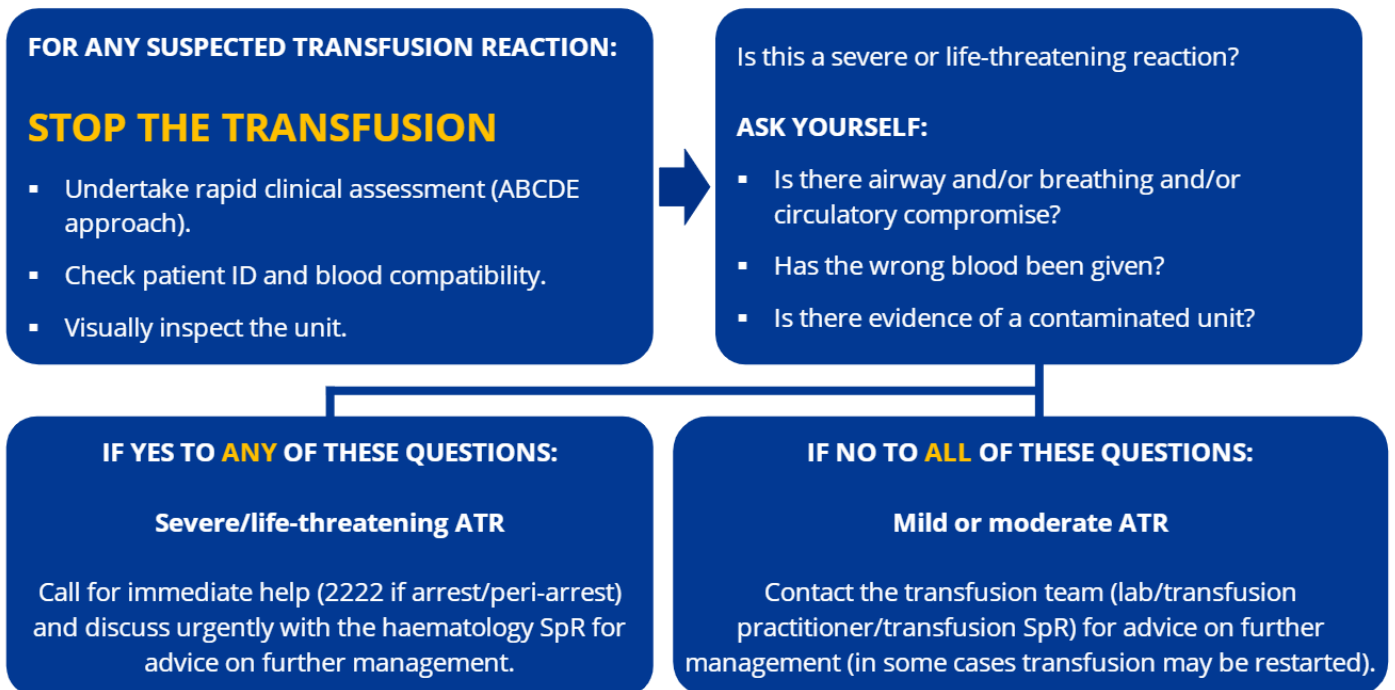 FOR ANY SUSPECTED TRANSFUSION REACTION:
STOP THE TRANSFUSION
▪ Undertake rapid clinical assessment (ABCDE
approach).
▪ Check patient ID and blood compatibility.
▪ Visually inspect the unit.
Is this a severe or life-threatening reaction?
ASK YOURSELF:
▪ Is there airway and/or breathing and/or
circulatory compromise?
▪ Has the wrong blood been given?
▪ Is there evidence of a contaminated unit?
IF YES TO ANY OF THESE QUESTIONS:
Severe/life-threatening ATR
Call for immediate help (2222 if arrest/peri-arrest)
and discuss urgently with the haematology SpR for
advice on further management.
IF NO TO ALL OF THESE QUESTIONS:
Mild or moderate ATR
Contact the transfusion team (lab/transfusion
practitioner/transfusion SpR) for advice on further
management (in some cases transfusion may be restarted).